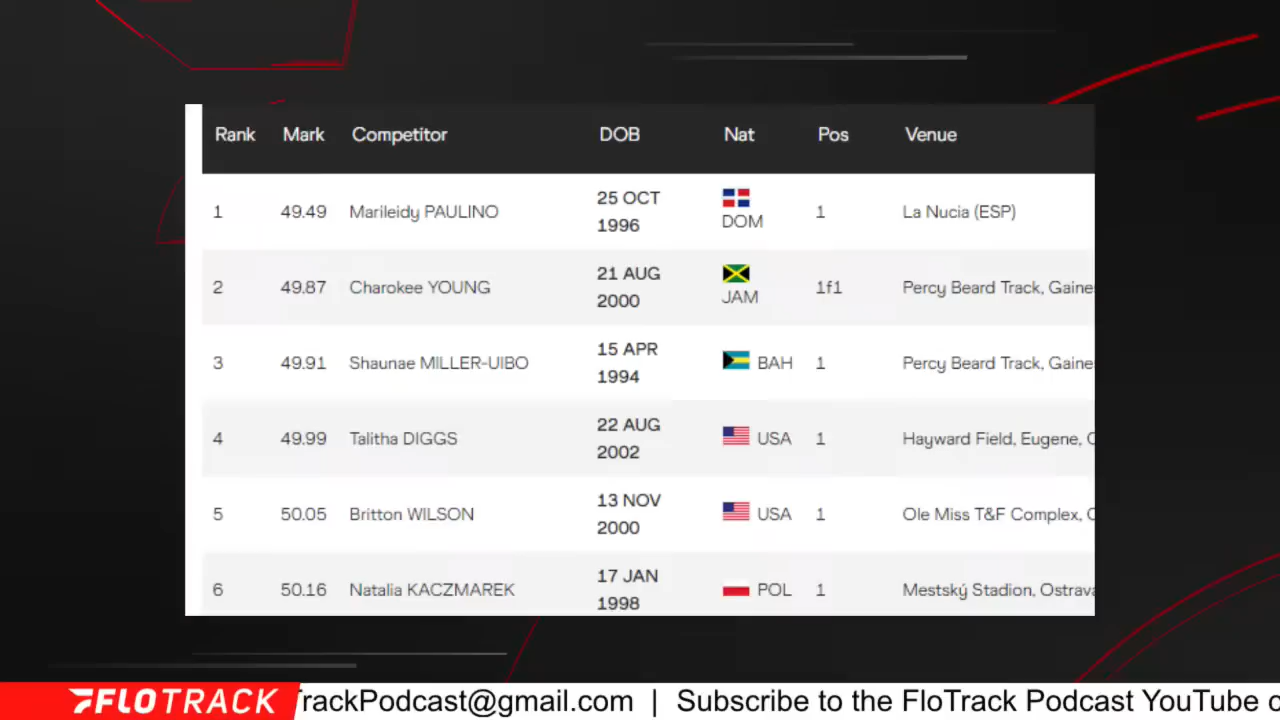 Rank Mark Competitor DOB Nat Pos Venue
1 49.49 Marileidy PAULINO 25 OCT 1996 DOM 1 La Nucia (ESP)
2 49.87 Charokee YOUNG 21 AUG 2000 JAM 1f1 Percy Beard Track, Gaine
3 49.91 Shaunae MILLER-UIBO 15 APR 1994 BAH 1 Percy Beard Track, Gaine
4 49.99 Talitha DIGGS 22 AUG 2002 USA 1 Hayward Field, Eugene,
5 50.05 Britton WILSON 13 NOV 2000 USA 1 Ole Miss T&F Complex,
6 50.16 Natalia KACZMAREK 17 JAN 1998 POL 1 Mestský Stadion, Ostrava
FLOTRACK TrackPodcast@gmail.com | Subscribe to the FloTrack Podcast YouTube